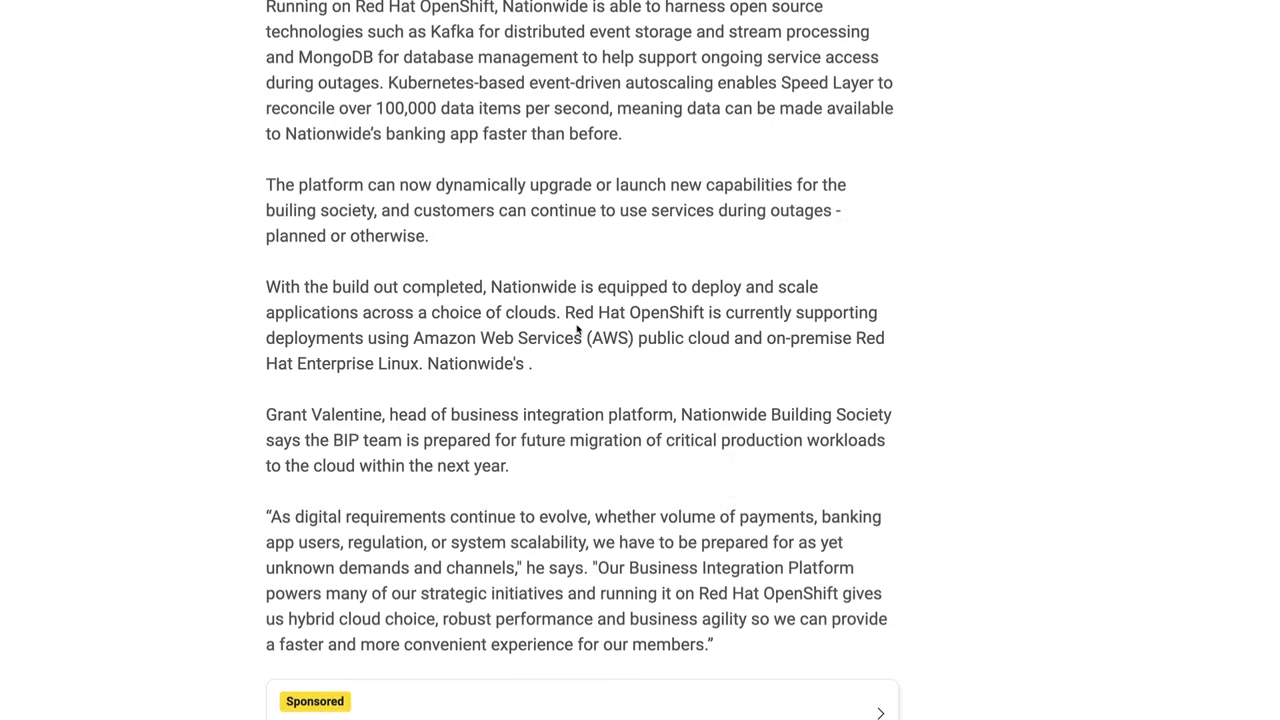 Running on Red Hat OpenShift, Nationwide is able to harness open source
technologies such as Kafka for distributed event storage and stream processing
and MongoDB for database management to help support ongoing service access
during outages. Kubernetes-based event-driven autoscaling enables Speed Layer to
reconcile over 100,000 data items per second, meaning data can be made available
to Nationwide’s banking app faster than before.
The platform can now dynamically upgrade or launch new capabilities for the
builing society, and customers can continue to use services during outages -
planned or otherwise.
With the build out completed, Nationwide is equipped to deploy and scale
applications across a choice of clouds. Red Hat OpenShift is currently supporting
deployments using Amazon Web Services (AWS) public cloud and on-premise Red
Hat Enterprise Linux. Nationwide's .
Grant Valentine, head of business integration platform, Nationwide Building Society
says the BIP team is prepared for future migration of critical production workloads
to the cloud within the next year.
“As digital requirements continue to evolve, whether volume of payments, banking
app users, regulation, or system scalability, we have to be prepared for as yet
unknown demands and channels," he says. "Our Business Integration Platform
powers many of our strategic initiatives and running it on Red Hat OpenShift gives
us hybrid cloud choice, robust performance and business agility so we can provide
a faster and more convenient experience for our members.”
Sponsored